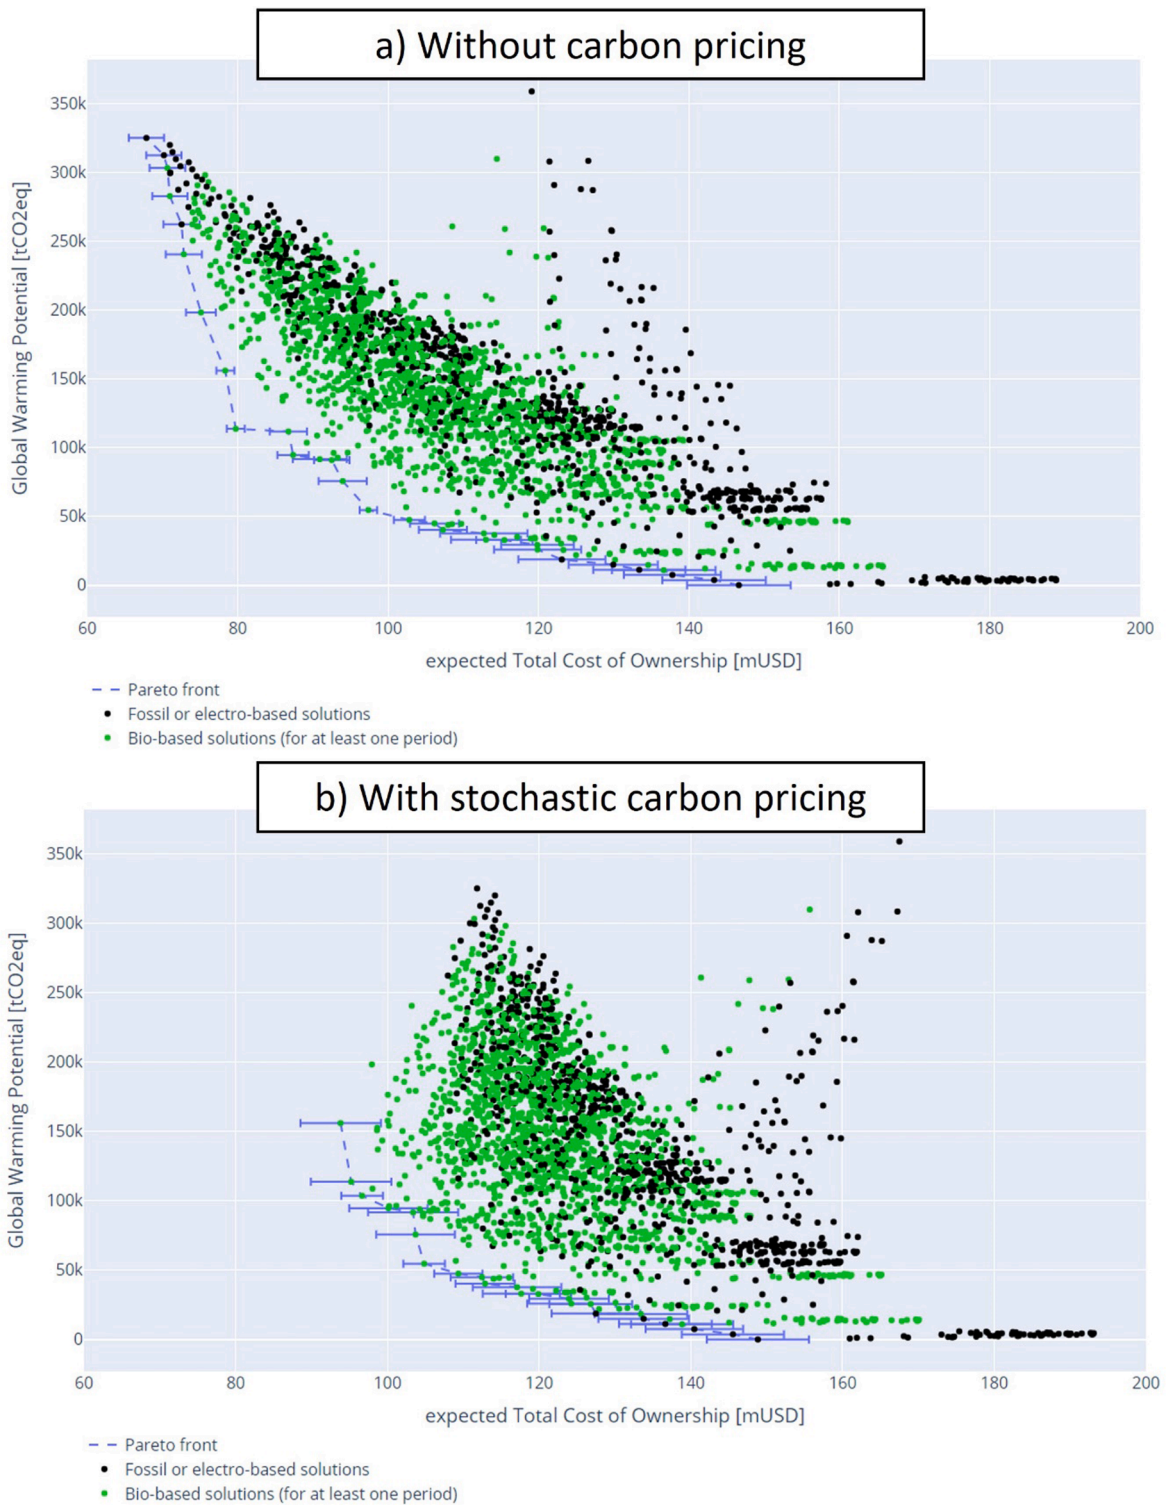 a) Without carbon pricing
350k
300k
250k
200k
150k
100k
50k
0
Global Warming Potential [tCO2eq]
60 80 100 120 140 160 180 200
expected Total Cost of Ownership [mUSD]
Pareto front
Fossil or electro-based solutions
Bio-based solutions (for at least one period)
b) With stochastic carbon pricing
350k
300k
250k
200k
150k
100k
50k
0
Global Warming Potential [tCO2eq]
60 80 100 120 140 160 180 200
expected Total Cost of Ownership [mUSD]
Pareto front
Fossil or electro-based solutions
Bio-based solutions (for at least one period)